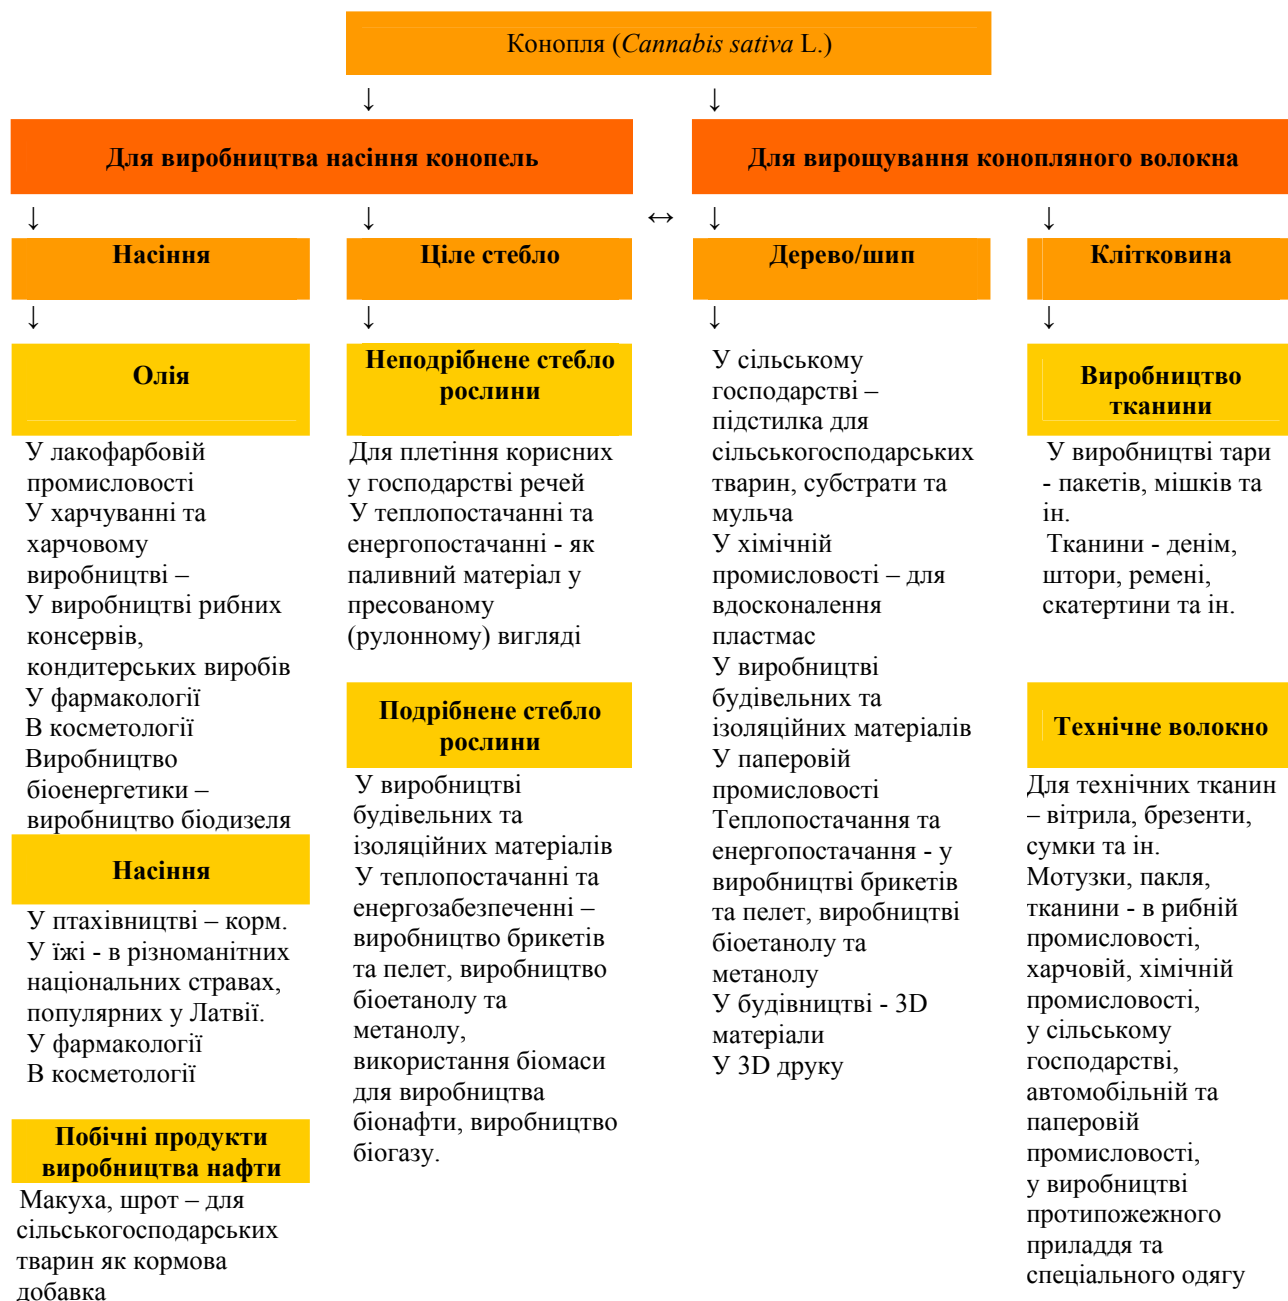 Конопля (Cannabis sativa L.)
↓ ↓
Для виробництва насіння конопель
Для вирощування конопляного волокна
↓ ↓ ↔ ↓ ↓
Насіння
Ціле стебло
Дерево/шип
Клітковина
↓ ↓ ↓ ↓
Олія
У лакофарбовій
промисловості
У харчуванні та
харчовому
виробництві –
У виробництві рибних
консервів,
кондитерських виробів
У фармакології
В косметології
Виробництво
біоенергетики –
виробництво біодизеля
Насіння
У птахівництві – корм.
У їжі - в різноманітних
національних стравах,
популярних у Латвії.
У фармакології
В косметології
Побічні продукти
виробництва нафти
Макуха, шрот – для
сільськогосподарських
тварин як кормова
добавка
Неподрібнене стебло
рослини
Для плетіння корисних
у господарстві речей
У теплопостачанні та
енергопостачанні - як
паливний матеріал у
пресованому
(рулонному) вигляді
Подрібнене стебло
рослини
У виробництві
будівельних та
ізоляційних матеріалів
У теплопостачанні та
енергозабезпеченні –
виробництво брикетів
та пелет, виробництво
біоетанолу та
метанолу,
використання біомаси
для виробництва
біонафти, виробництво
біогазу.
У сільському
господарстві –
підстилка для
сільськогосподарських
тварин, субстрати та
мульча
У хімічній
промисловості – для
вдосконалення
пластмас
У виробництві
будівельних та
ізоляційних матеріалів
У паперовій
промисловості
Теплопостачання та
енергопостачання - у
виробництві брикетів
та пелет, виробництві
біоетанолу та
метанолу
У будівництві - 3D
матеріали
У 3D друку
Виробництво
тканини
У виробництві тари
- пакетів, мішків та
ін.
Тканини - денім,
штори, ремені,
скатертини та ін.
Технічне волокно
Для технічних тканин
– вітрила, брезенти,
сумки та ін.
Мотузки, пакля,
тканини - в рибній
промисловості,
харчовій, хімічній
промисловості,
у сільському
господарстві,
автомобільній та
паперовій
промисловості,
у виробництві
протипожежного
приладдя та
спеціального одягу